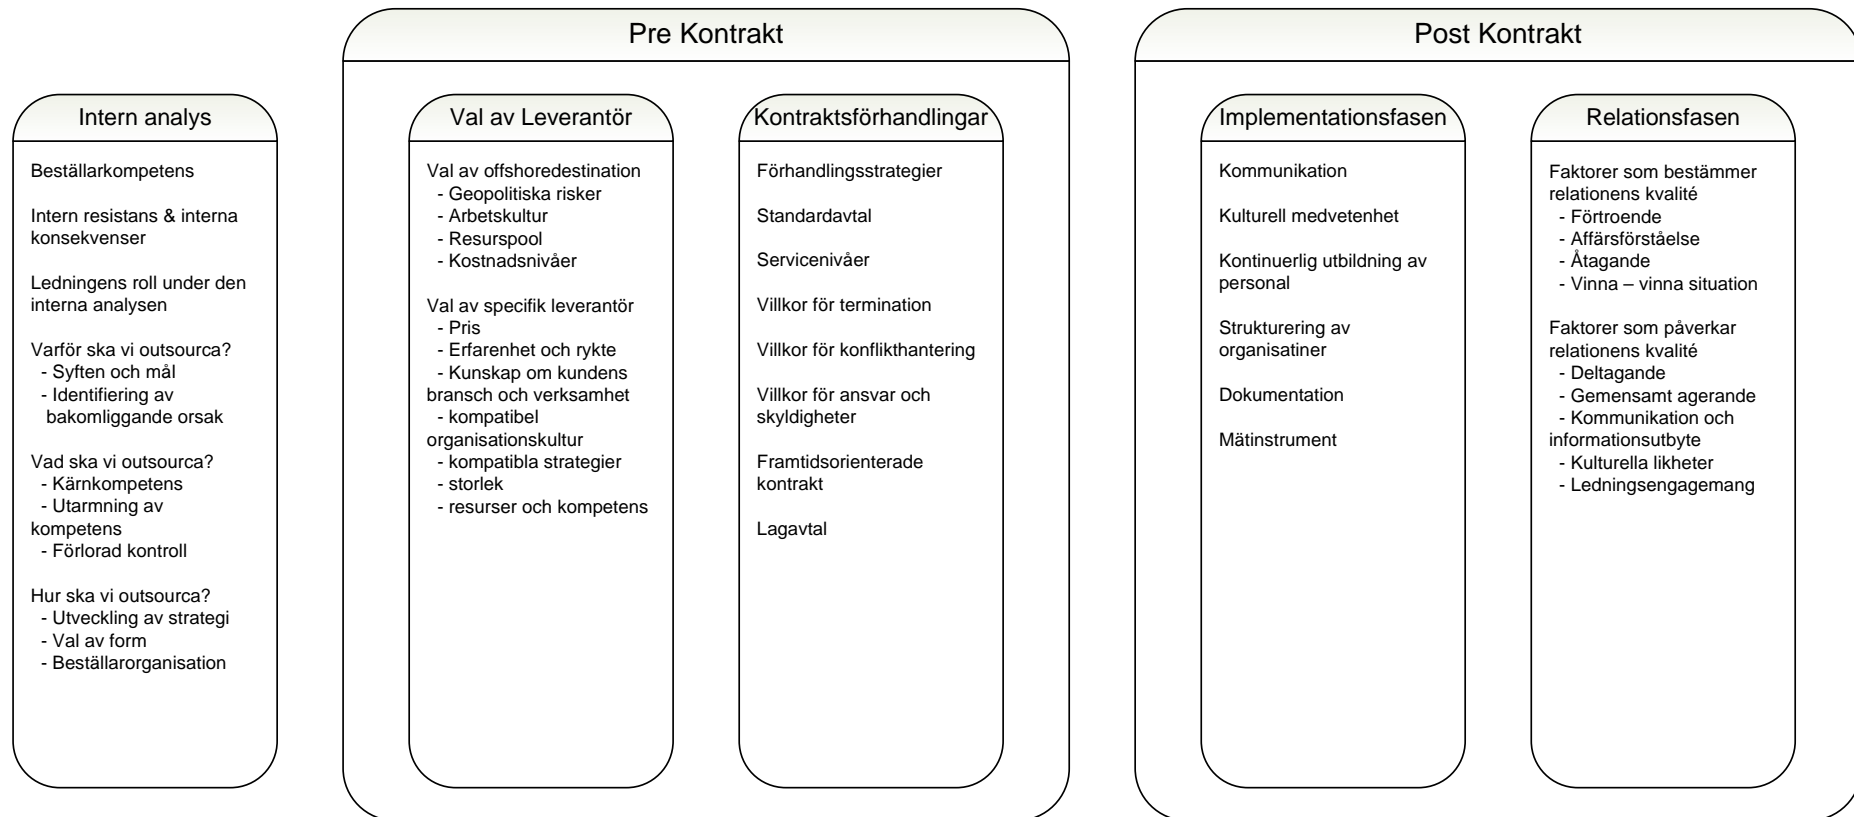 Pre Kontrakt
Post Kontrakt
Intern analys
Beställarkompetens
Intern resistans & interna
konsekvenser
Ledningens roll under den
interna analysen
Varför ska vi outsourca?
- Syften och mål
- Identifiering av
bakomliggande orsak
Vad ska vi outsourca?
- Kärnkompetens
- Utarmning av
kompetens
- Förlorad kontroll
Hur ska vi outsourca?
- Utveckling av strategi
- Val av form
- Beställarorganisation
Val av Leverantör
Val av offshoredestination
- Geopolitiska risker
- Arbetskultur
- Resurspool
- Kostnadsnivåer
Val av specifik leverantör
- Pris
- Erfarenhet och rykte
- Kunskap om kundens
bransch och verksamhet
- kompatibel
organisationskultur
- kompatibla strategier
- storlek
- resurser och kompetens
Kontraktsförhandlingar
Förhandlingsstrategier
Standardavtal
Servicenivåer
Villkor för termination
Villkor för konflikthantering
Villkor för ansvar och
skyldigheter
Framtidsorienterade
kontrakt
Lagavtal
Implementationsfasen
Kommunikation
Kulturell medvetenhet
Kontinuerlig utbildning av
personal
Strukturering av
organisatiner
Dokumentation
Mätinstrument
Relationsfasen
Faktorer som bestämmer
relationens kvalité
- Förtroende
- Affärsförståelse
- Åtagande
- Vinna – vinna situation
Faktorer som påverkar
relationens kvalité
- Deltagande
- Gemensamt agerande
- Kommunikation och
informationsutbyte
- Kulturella likheter
- Ledningsengagemang